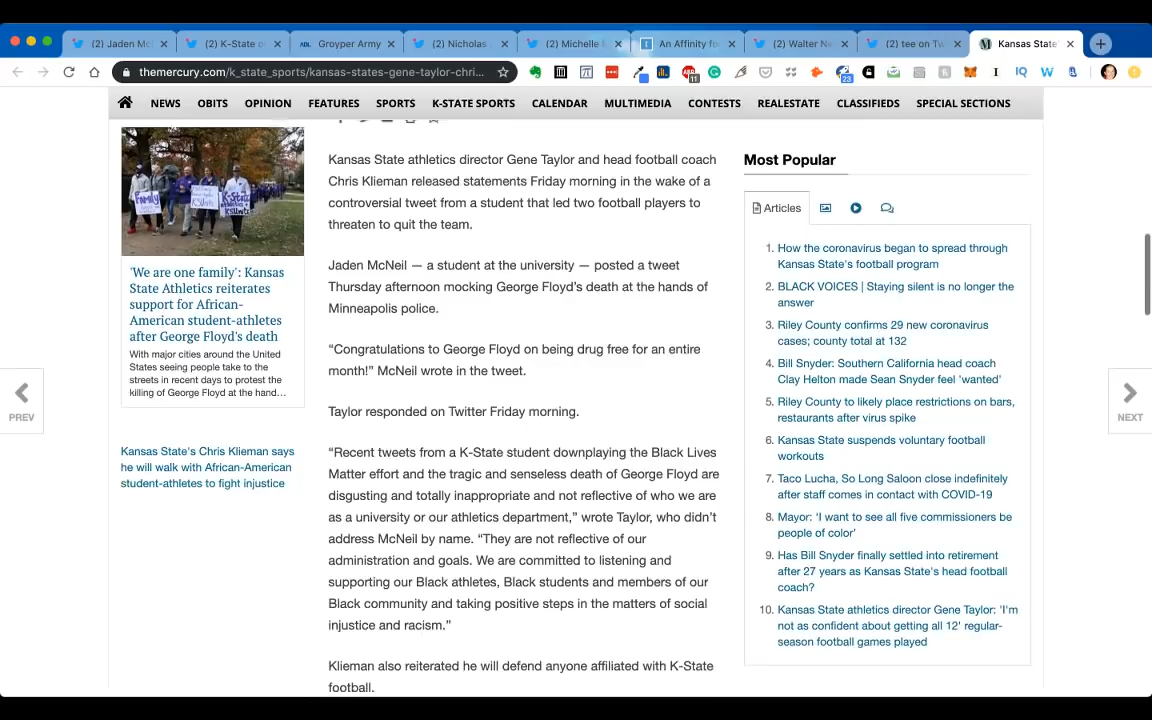 (2) Jaden Mc
(2) K-State o
ADL
Groyper Army
(2) Nicholas
(2) Michelle
An Affinity fo
(2) Walter Ne
(2) tee on Tw
Kansas State
themercury.com/k_state_sports/kansas-states-gene-taylor-chri...
11
23
IQ
W
NEWS
OBITS
OPINION
FEATURES
SPORTS
K-STATE SPORTS
CALENDAR
MULTIMEDIA
CONTESTS
REALESTATE
CLASSIFIEDS
SPECIAL SECTIONS
Family
'We are one family': Kansas
State Athletics reiterates
support for African-
American student-athletes
after George Floyd's death
With major cities around the United
States seeing people take to the
streets in recent days to protest the
killing of George Floyd at the hand...
Kansas State's Chris Klieman says
he will walk with African-American
student-athletes to fight injustice
PREV
Kansas State athletics director Gene Taylor and head football coach
Chris Klieman released statements Friday morning in the wake of a
controversial tweet from a student that led two football players to
threaten to quit the team.
Jaden McNeil — a student at the university — posted a tweet
Thursday afternoon mocking George Floyd's death at the hands of
Minneapolis police.
“Congratulations to George Floyd on being drug free for an entire
month!” McNeil wrote in the tweet.
Taylor responded on Twitter Friday morning.
“Recent tweets from a K-State student downplaying the Black Lives
Matter effort and the tragic and senseless death of George Floyd are
disgusting and totally inappropriate and not reflective of who we are
as a university or our athletics department,” wrote Taylor, who didn’t
address McNeil by name. “They are not reflective of our
administration and goals. We are committed to listening and
supporting our Black athletes, Black students and members of our
Black community and taking positive steps in the matters of social
injustice and racism.”
Klieman also reiterated he will defend anyone affiliated with K-State
football.
Most Popular
Articles
1. How the coronavirus began to spread through
Kansas State's football program
2. BLACK VOICES | Staying silent is no longer the
answer
3. Riley County confirms 29 new coronavirus
cases; county total at 132
4. Bill Snyder: Southern California head coach
Clay Helton made Sean Snyder feel 'wanted'
5. Riley County to likely place restrictions on bars,
restaurants after virus spike
6. Kansas State suspends voluntary football
workouts
7. Taco Lucha, So Long Saloon close indefinitely
after staff comes in contact with COVID-19
8. Mayor: ‘I want to see all five commissioners be
people of color’
9. Has Bill Snyder finally settled into retirement
after 27 years as Kansas State's head football
coach?
10. Kansas State athletics director Gene Taylor: 'I'm
not as confident about getting all 12' regular-
season football games played
NEXT